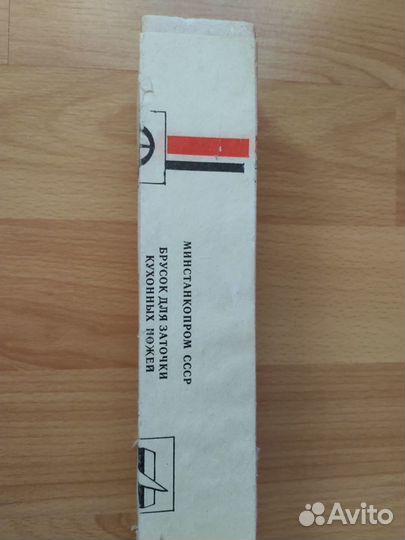 МИНСТАНКОПРОМ СССР
БРУСОК ДЛЯ ЗАТОЧКИ
КУХОННЫХ НОЖЕЙ
Avito